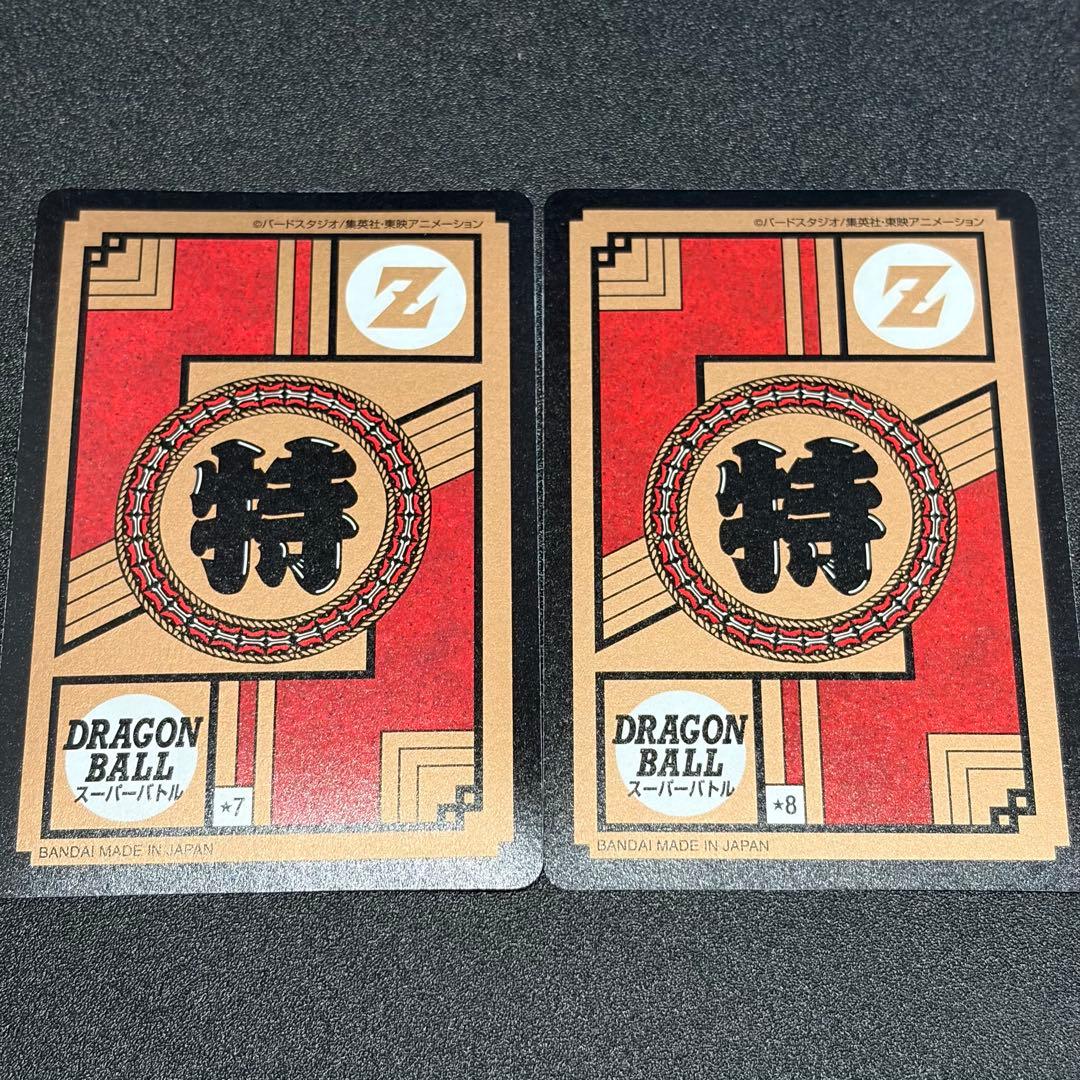 ©バードスタジオ/集英社・東映アニメーション
Z
特
DRAGON
BALL
スーパーバトル
★7
BANDAI MADE IN JAPAN
©バードスタジオ/集英社・東映アニメーション
Z
特
DRAGON
BALL
スーパーバトル
★8
BANDAI MADE IN JAPAN